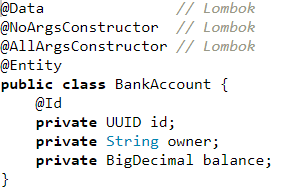 @Data                // Lombok
@NoArgsConstructor   // Lombok
@AllArgsConstructor  // Lombok
@Entity
public class BankAccount {
    @Id
    private UUID id;
    private String owner;
    private BigDecimal balance;
}